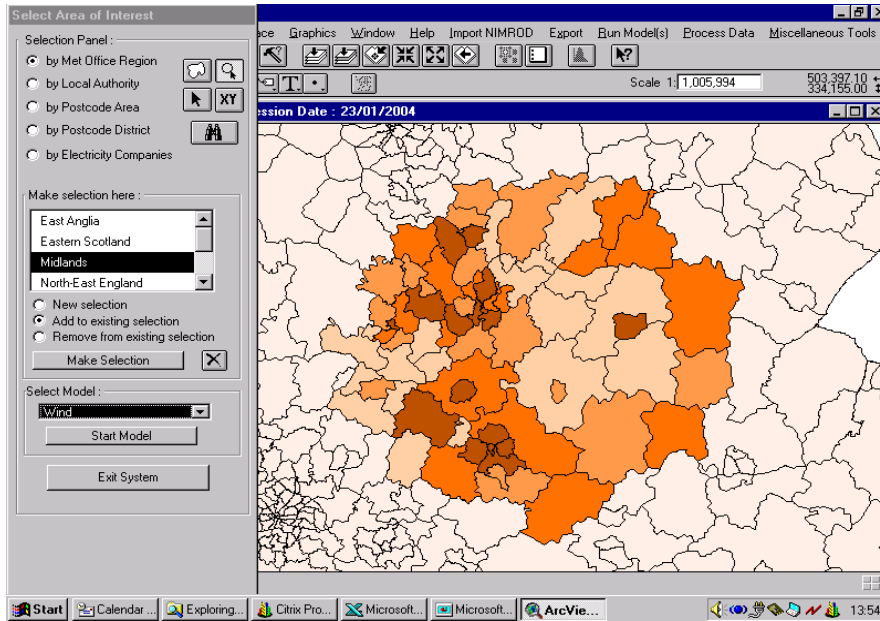 Select Area of Interest
Selection Panel :
by Met Office Region
by Local Authority
by Postcode Area
by Postcode District
by Electricity Companies
XY
Make selection here :
East Anglia
Eastern Scotland
Midlands
North-East England
New selection
Add to existing selection
Remove from existing selection
Make Selection
Select Model :
Wind
Start Model
Exit System
Graphics Window Help Import NIMROD Export Run Model(s) Process Data Miscellaneous Tools
T
Scale 1: 1,005,994
503,397.10
334,155.00
ession Date : 23/01/2004
Start Calendar ... Exploring... Citrix Pro... Microsoft... Microsoft... ArcVie... 13:54